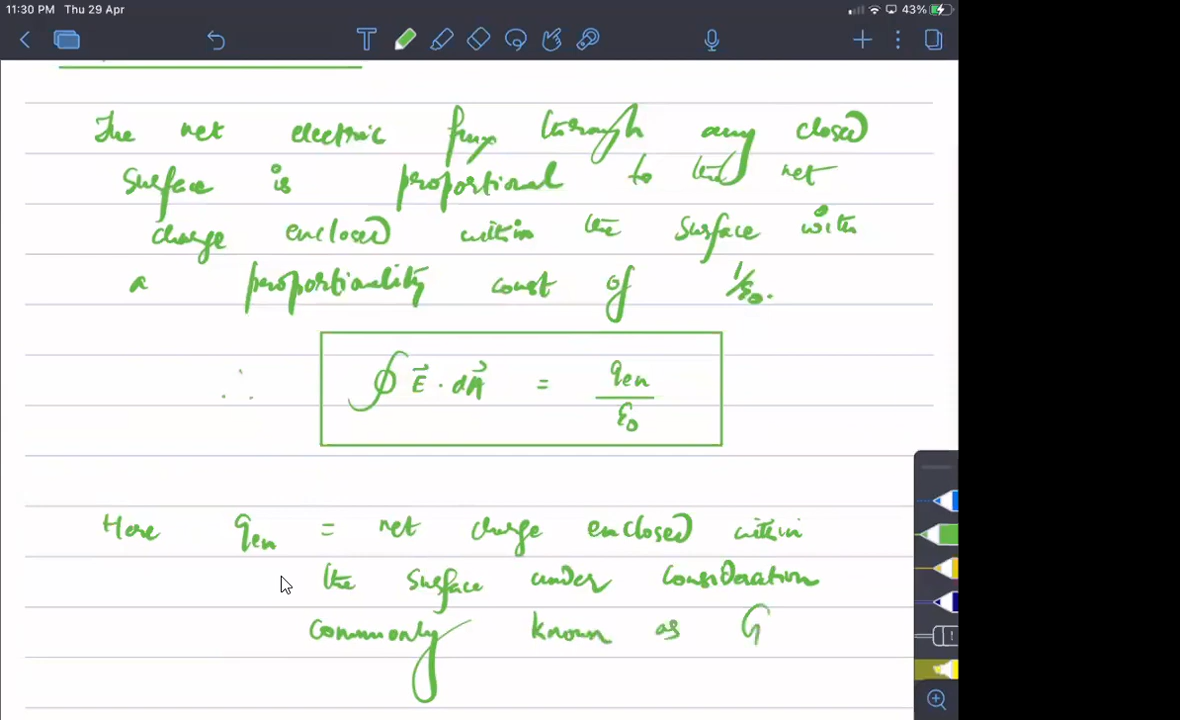 11:30 PM Thu 29 Apr 43%
The net electric flux through any closed
surface is proportional to the net
charge enclosed within the surface with
a proportionality const of 1/ε₀.
∴ ∮ E⃗ · dA⃗ = qen / ε₀
Here qen = net charge enclosed within
the surface under consideration
commonly known as G